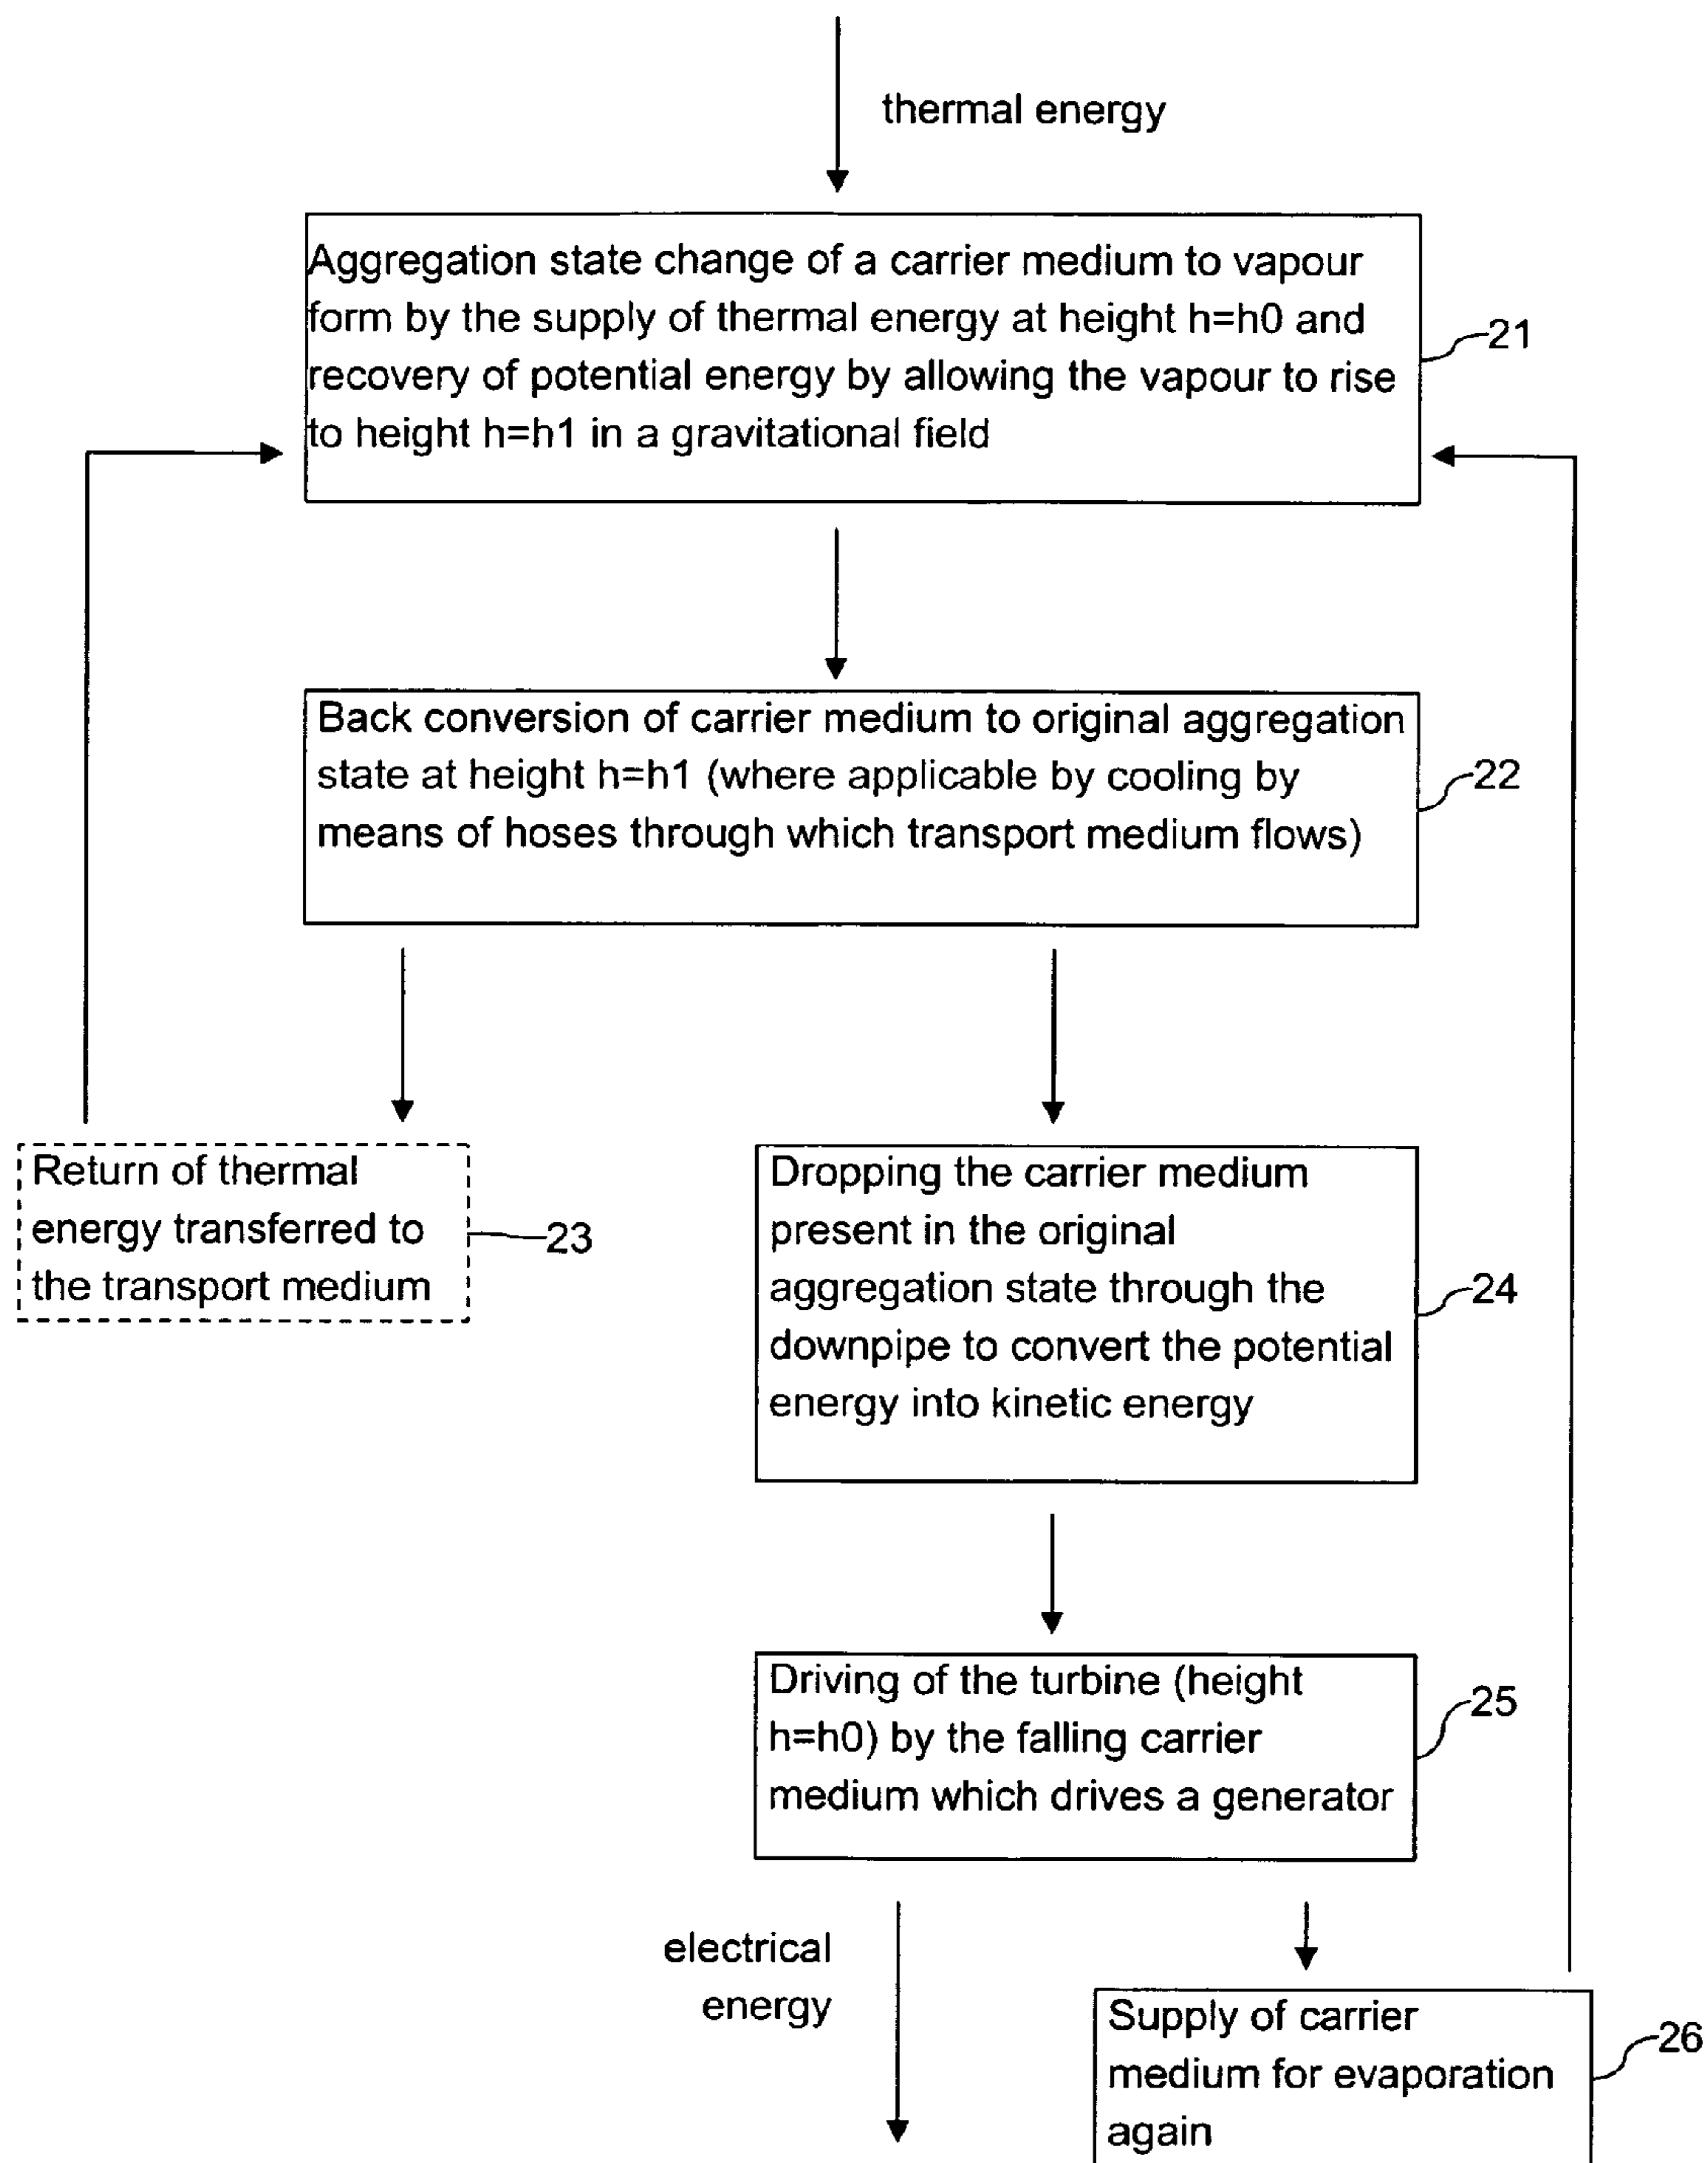 thermal energy
Aggregation state change of a carrier medium to vapour
form by the supply of thermal energy at height h=h0 and
recovery of potential energy by allowing the vapour to rise
to height h=h1 in a gravitational field
21
Back conversion of carrier medium to original aggregation
state at height h=h1 (where applicable by cooling by
means of hoses through which transport medium flows)
22
Return of thermal
energy transferred to
the transport medium
23
Dropping the carrier medium
present in the original
aggregation state through the
downpipe to convert the potential
energy into kinetic energy
24
Driving of the turbine (height
h=h0) by the falling carrier
medium which drives a generator
25
electrical
energy
Supply of carrier
medium for evaporation
again
26